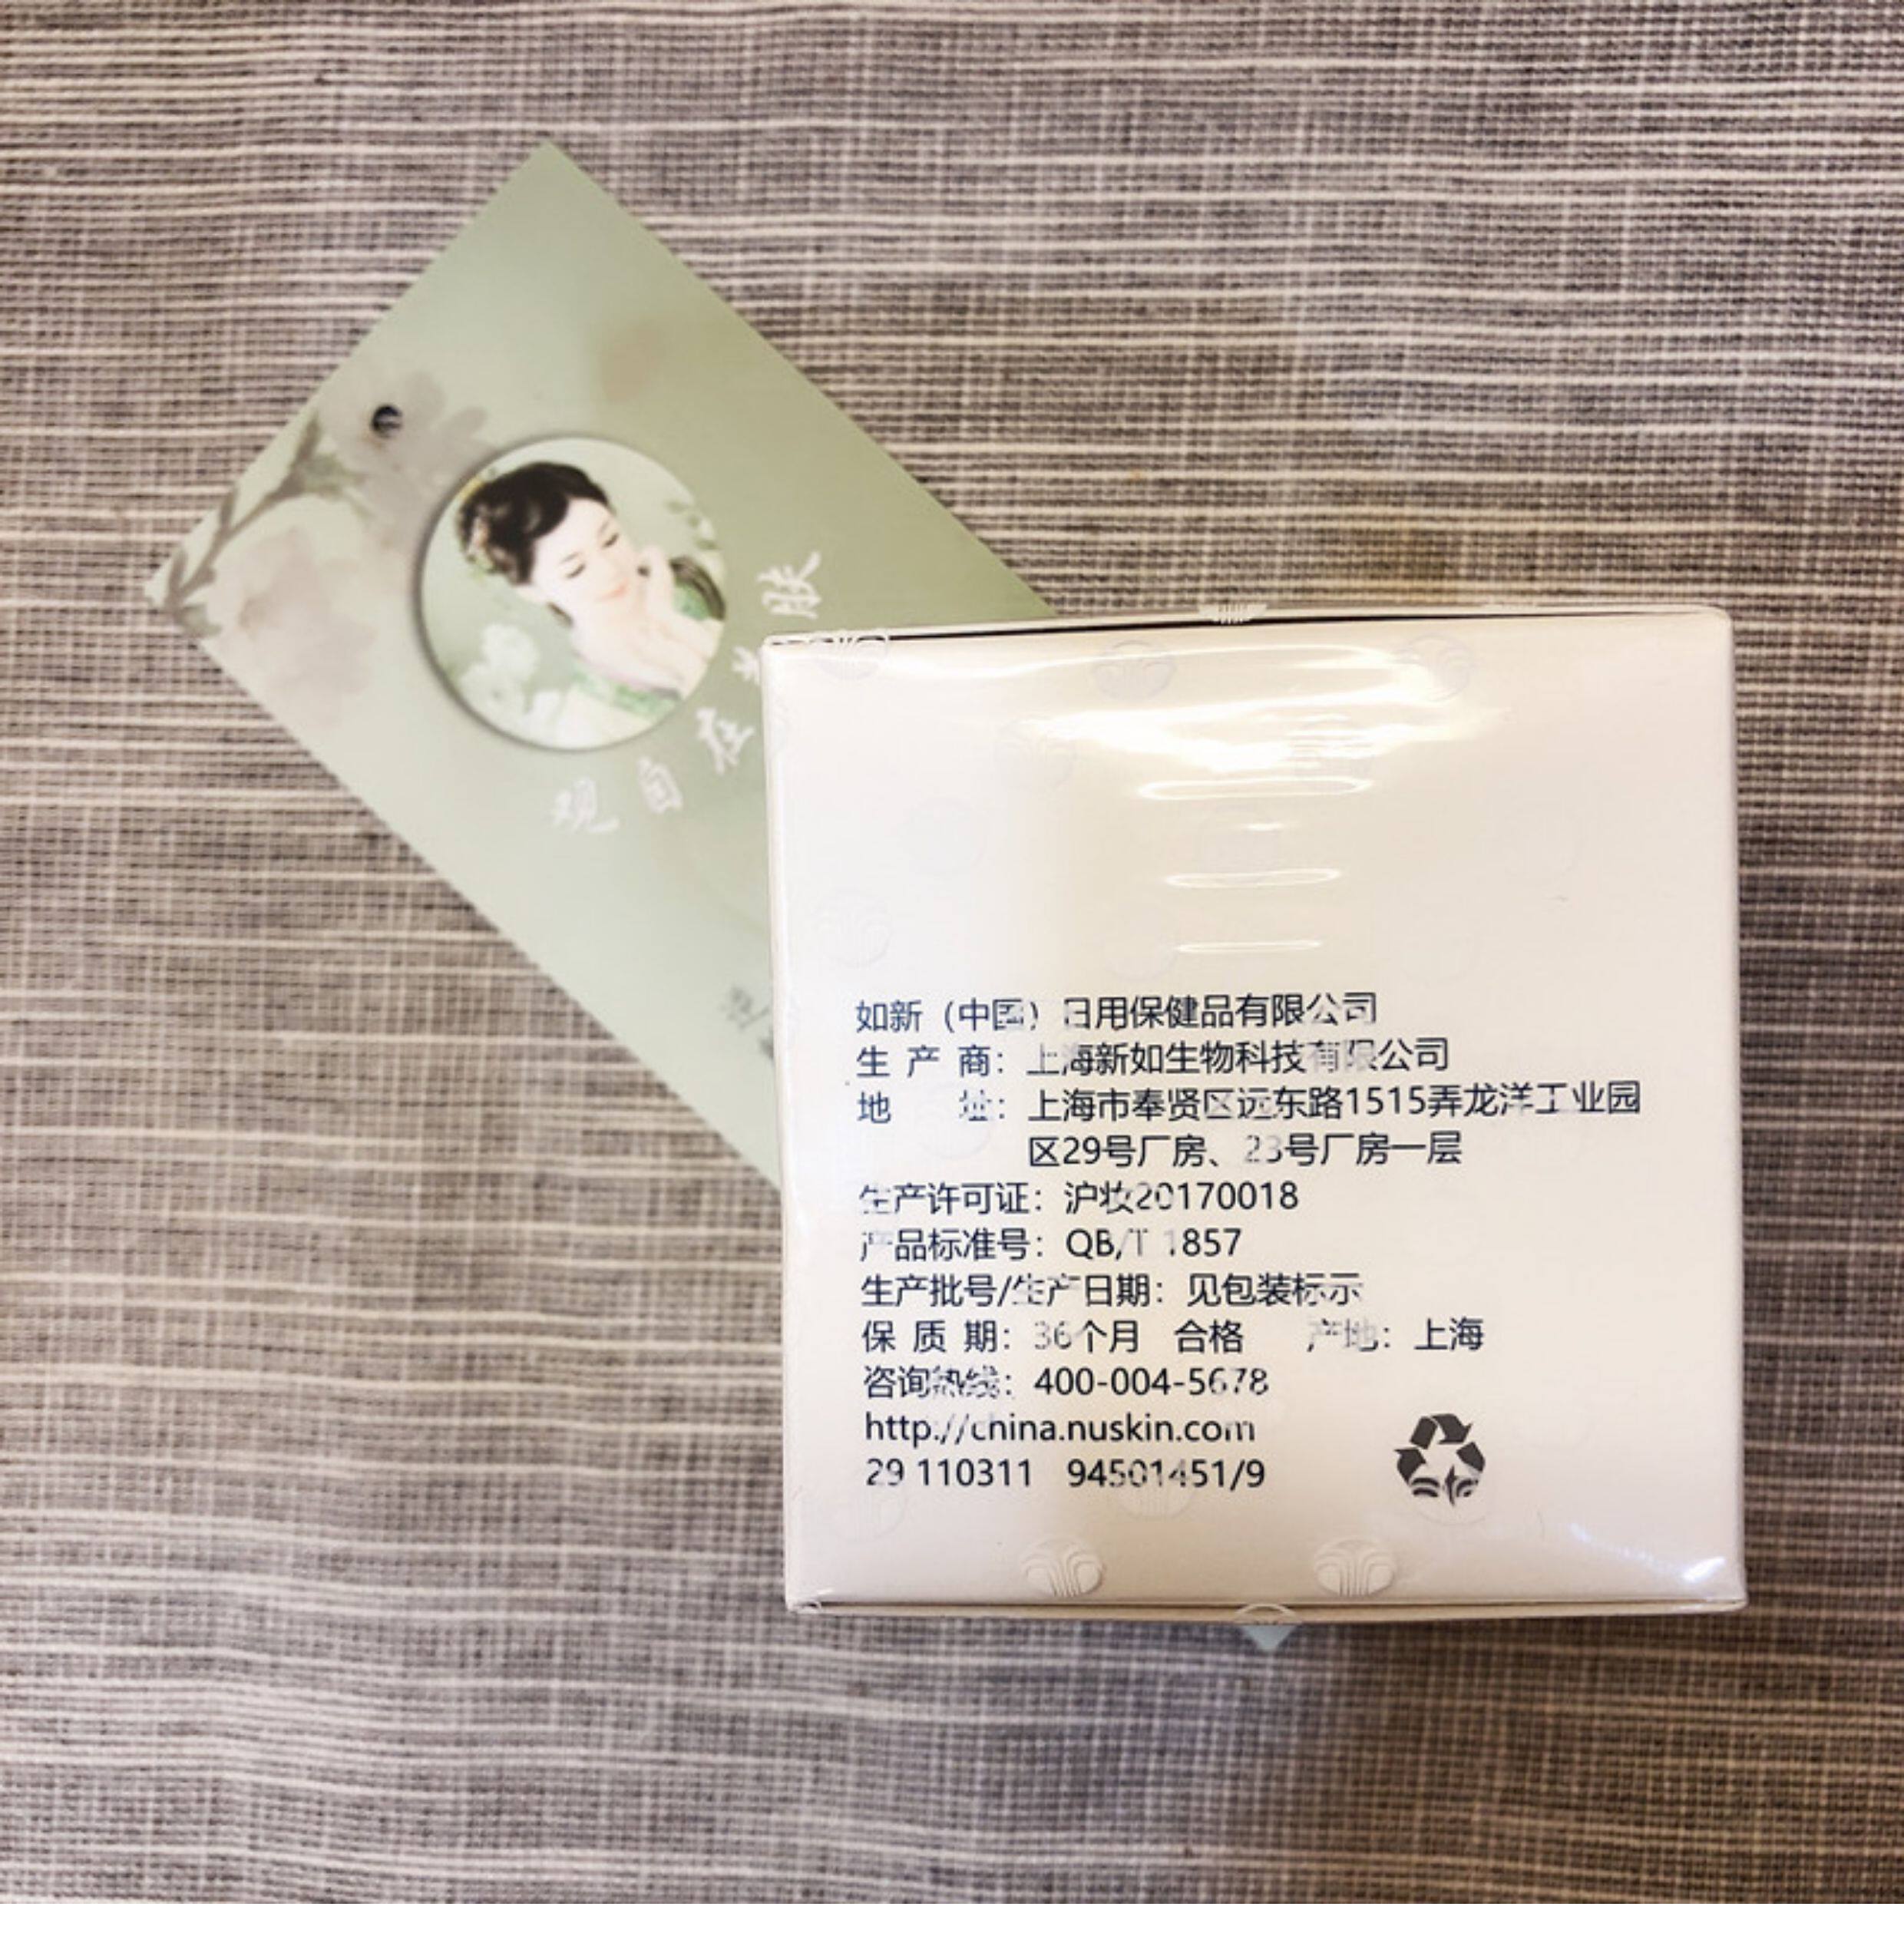 观自在 肤
如新（中国）日用保健品有限公司
生 产 商：上海新如生物科技有限公司
地 址：上海市奉贤区远东路1515弄龙洋工业园
区29号厂房、23号厂房一层
生产许可证：沪妆20170018
产品标准号：QB/T 1857
生产批号/生产日期：见包装标示
保 质 期：36个月 合格 产地：上海
咨询热线：400-004-5678
http://china.nuskin.com
29 110311 94501451/9